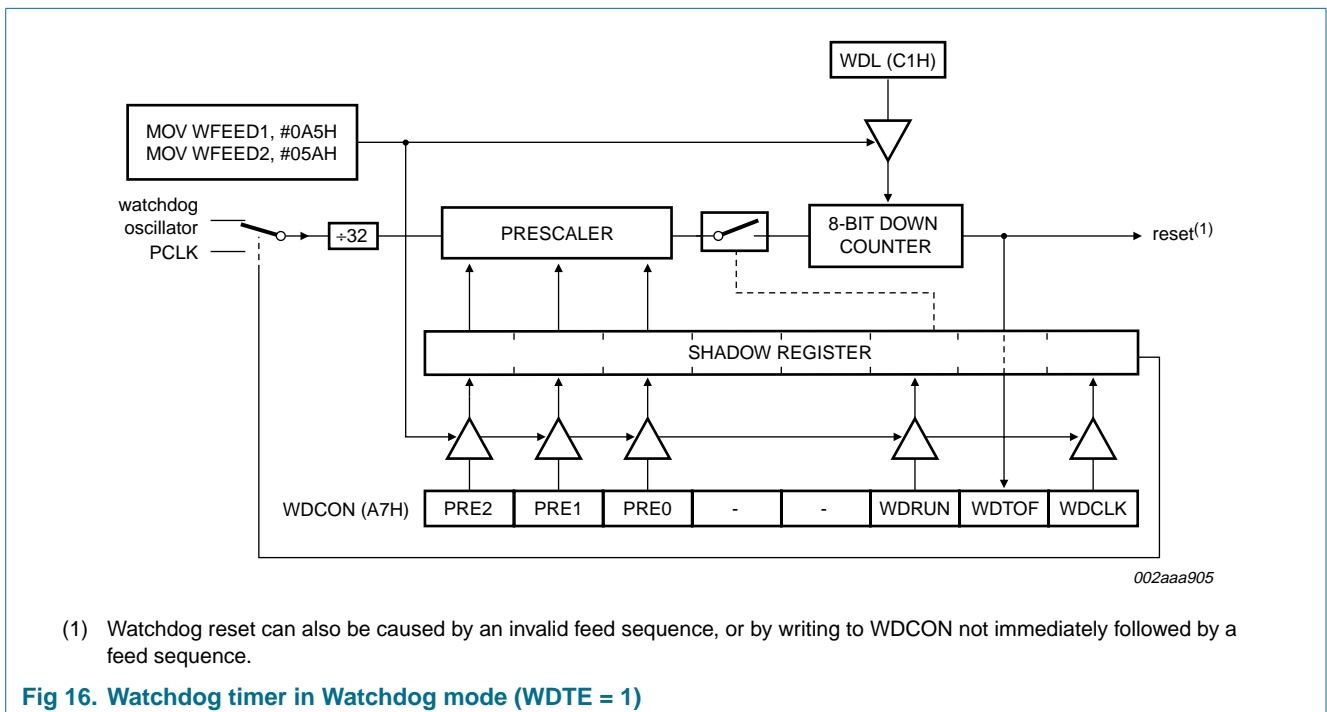 WDL (C1H)
MOV WFEED1, #0A5H
MOV WFEED2, #05AH
watchdog
oscillator
PCLK
÷32
PRESCALER
8-BIT DOWN
COUNTER
reset(1)
SHADOW REGISTER
WDCON (A7H)
PRE2
PRE1
PRE0
-
-
WDRUN
WDTOF
WDCLK
002aaa905
(1) Watchdog reset can also be caused by an invalid feed sequence, or by writing to WDCON not immediately followed by a
feed sequence.
Fig 16. Watchdog timer in Watchdog mode (WDTE = 1)